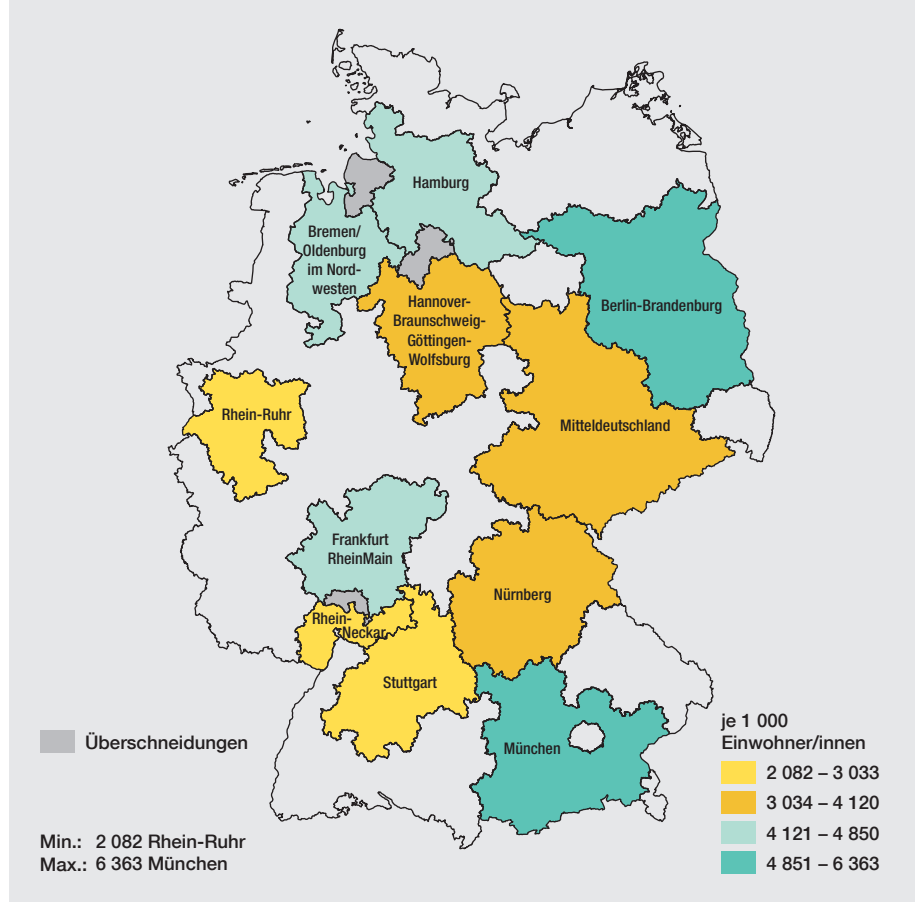 Hamburg
Bremen/
Oldenburg
im Nord-
westen
Hannover-
Braunschweig-
Göttingen-
Wolfsburg
Berlin-Brandenburg
Rhein-Ruhr
Mitteldeutschland
Frankfurt
RheinMain
Nürnberg
Rhein-
Neckar
Stuttgart
München
Überschneidungen
Min.: 2 082 Rhein-Ruhr
Max.: 6 363 München
je 1 000
Einwohner/innen
2 082 – 3 033
3 034 – 4 120
4 121 – 4 850
4 851 – 6 363